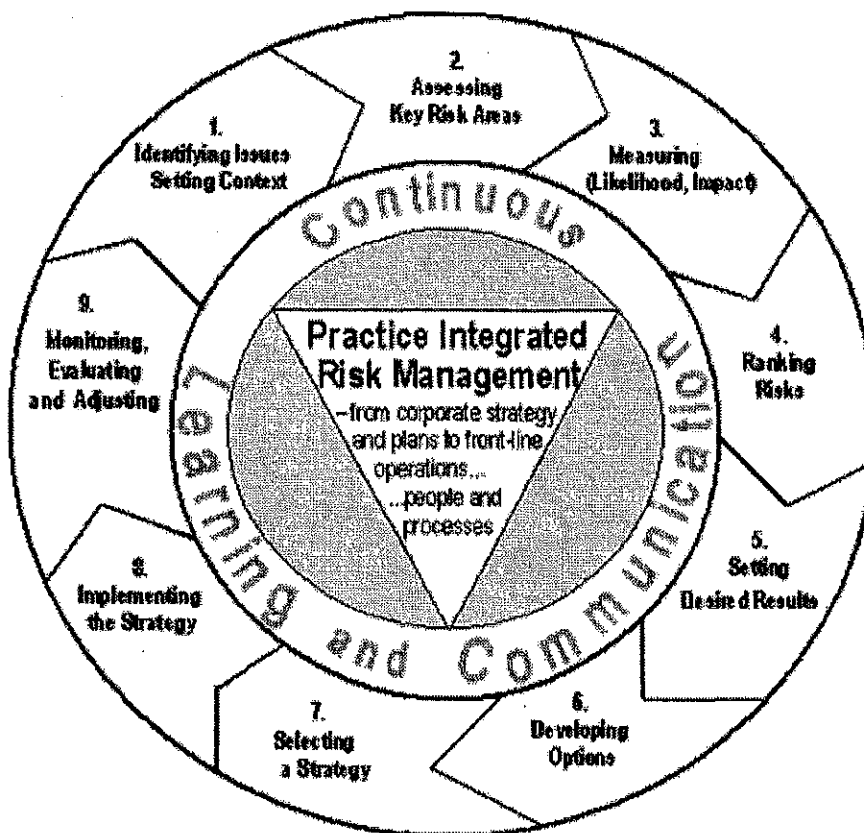 1.
Identifying Issues
Setting Context
2.
Assessing
Key Risk Areas
3.
Measuring
(Likelihood, Impact)
4.
Ranking
Risks
5.
Setting
Desired Results
6.
Developing
Options
7.
Selecting
a Strategy
8.
Implementing
the Strategy
9.
Monitoring,
Evaluating
and Adjusting
Continuous
Learning and Communication
Practice Integrated
Risk Management
–from corporate strategy
and plans to front-line
operations...
...people and
processes